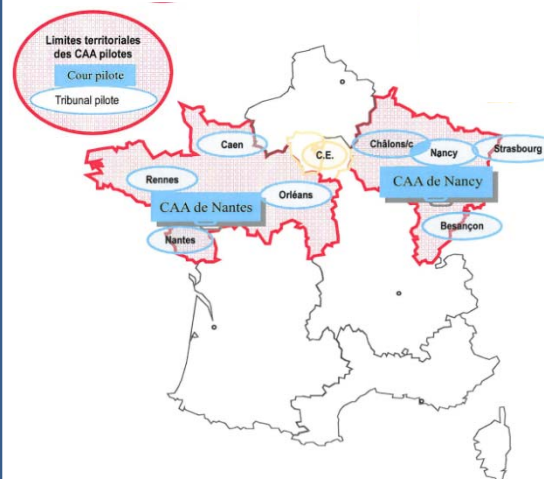 Limites territoriales
des CAA pilotes
Cour pilote
Tribunal pilote
Caen
C.E.
Châlons/c
Nancy
Strasbourg
Rennes
Orléans
CAA de Nantes
CAA de Nancy
Nantes
Besançon